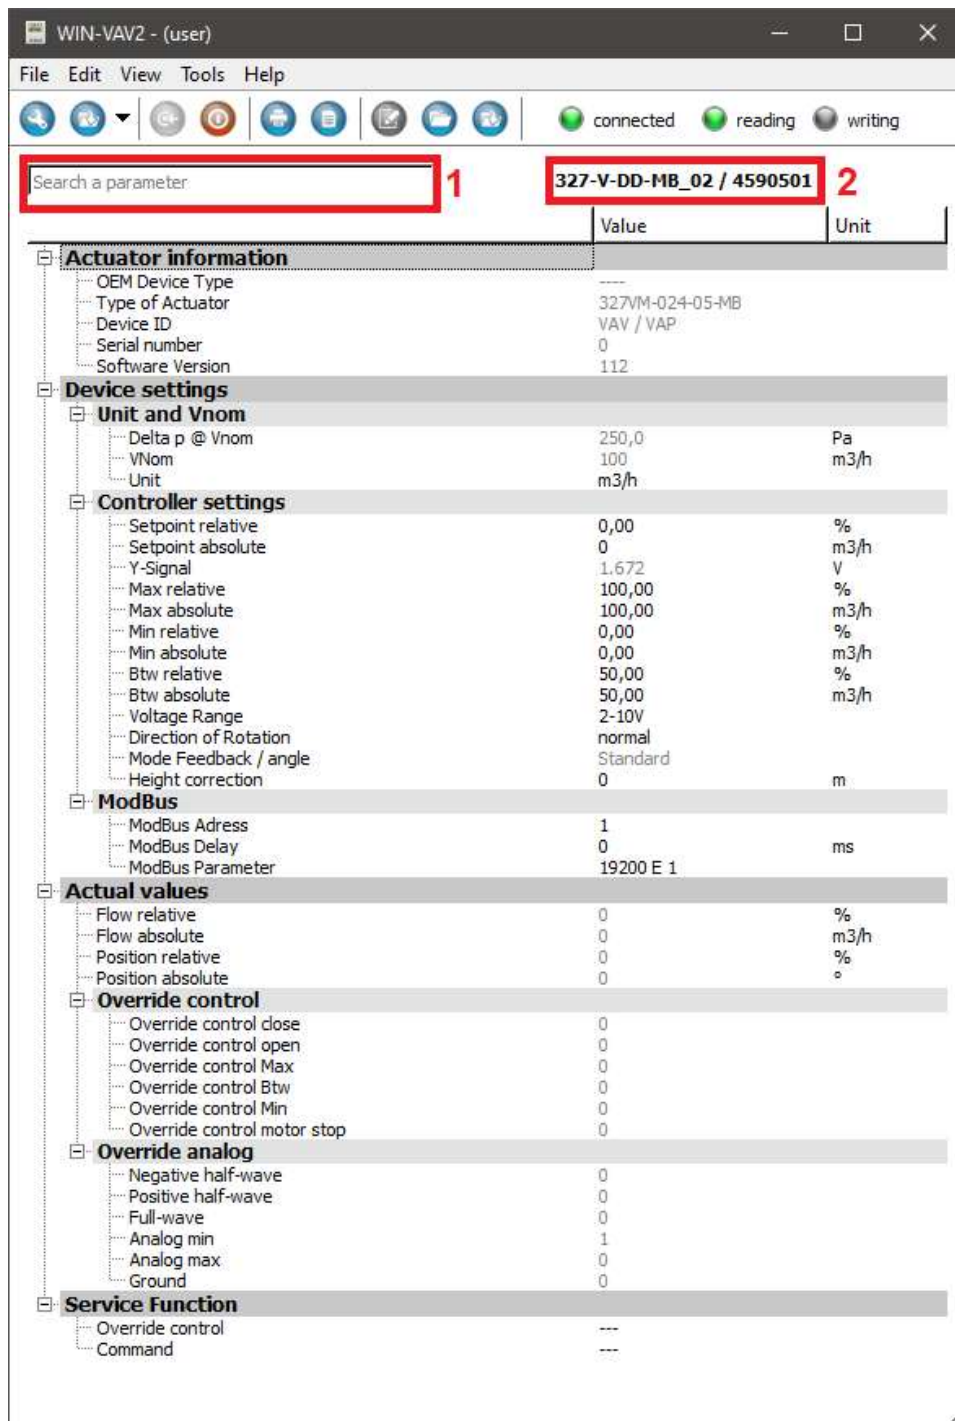 WIN-VAV2 - (user)
File Edit View Tools Help
connected reading writing
Search a parameter 1 327-V-DD-MB_02 / 4590501 2
Value Unit
Actuator information
OEM Device Type ----
Type of Actuator 327VM-024-05-MB
Device ID VAV / VAP
Serial number 0
Software Version 112
Device settings
Unit and Vnom
Delta p @ Vnom 250,0 Pa
VNom 100 m3/h
Unit m3/h
Controller settings
Setpoint relative 0,00 %
Setpoint absolute 0 m3/h
Y-Signal 1.672 V
Max relative 100,00 %
Max absolute 100,00 m3/h
Min relative 0,00 %
Min absolute 0,00 m3/h
Btw relative 50,00 %
Btw absolute 50,00 m3/h
Voltage Range 2-10V
Direction of Rotation normal
Mode Feedback / angle Standard
Height correction 0 m
ModBus
ModBus Adress 1
ModBus Delay 0 ms
ModBus Parameter 19200 E 1
Actual values
Flow relative 0 %
Flow absolute 0 m3/h
Position relative 0 %
Position absolute 0 °
Override control
Override control close 0
Override control open 0
Override control Max 0
Override control Btw 0
Override control Min 0
Override control motor stop 0
Override analog
Negative half-wave 0
Positive half-wave 0
Full-wave 0
Analog min 1
Analog max 0
Ground 0
Service Function
Override control ---
Command ---